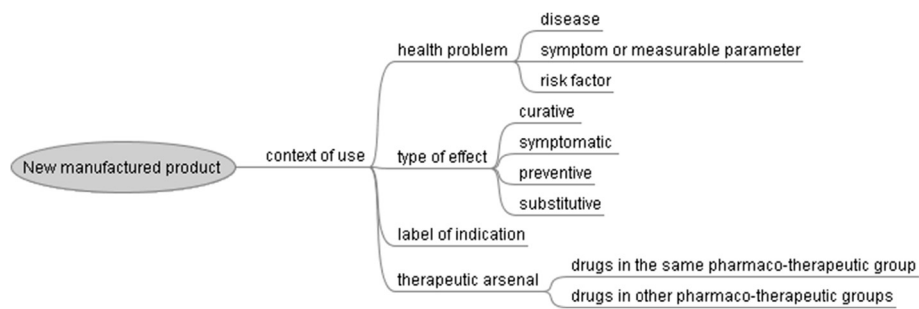 disease
health problem
symptom or measurable parameter
risk factor
curative
New manufactured product
context of use
type of effect
symptomatic
preventive
substitutive
label of indication
therapeutic arsenal
drugs in the same pharmaco-therapeutic group
drugs in other pharmaco-therapeutic groups